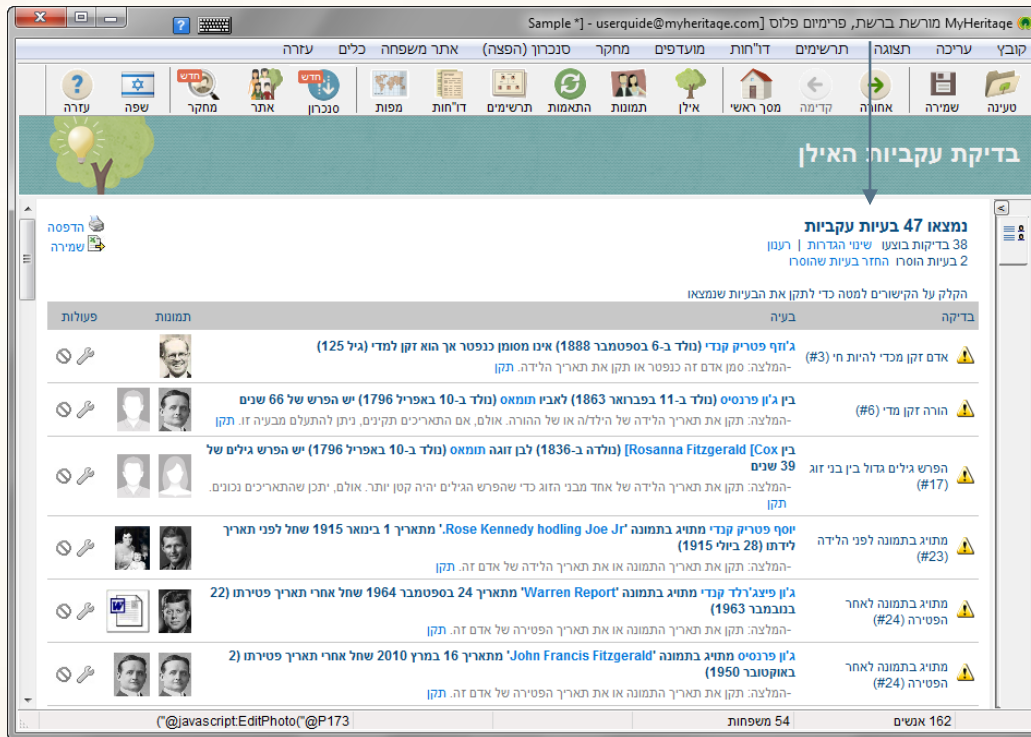 MyHeritage מורשת ברשת, פרימיום פלוס [Sample *] - userguide@myheritage.com
קובץ עריכה תצוגה תרשימים דו"חות מועדפים מחקר סנכרון (הפצה) אתר משפחה כלים עזרה
טעינה שמירה אחורה קדימה מסך ראשי אילן תמונות התאמות תרשימים דו"חות מפות סנכרון אתר מחקר שפה עזרה
חדש חדש
בדיקת עקביות האילן
נמצאו 47 בעיות עקביות
38 בדיקות בוצעו שינוי הגדרות | רענון
2 בעיות הוסרו החזר בעיות שהוסרו
הדפסה
שמירה
הקלק על הקישורים למטה כדי לתקן את הבעיות שנמצאו
בדיקה בעיה תמונות פעולות
אדם זקן מכדי להיות חי (#3)
ג'וזף פטריק קנדי (נולד ב-6 בספטמבר 1888) אינו מסומן כנפטר אך הוא זקן למדי (גיל 125)
-המלצה: סמן אדם זה כנפטר או תקן את תאריך הלידה. תקן
הורה זקן מדי (#6)
בין ג'ון פרנסיס (נולד ב-11 בפברואר 1863) לאביו תומאס (נולד ב-10 באפריל 1796) יש הפרש של 66 שנים
-המלצה: תקן את תאריך הלידה של הילד/ה או של ההורה. אולם, אם התאריכים תקינים, ניתן להתעלם מבעיה זו. תקן
הפרש גילים גדול בין בני זוג
(#17)
בין Rosanna Fitzgerald [Cox] (נולדה ב-1836) לבן זוגה תומאס (נולד ב-10 באפריל 1796) יש הפרש גילים של
39 שנים
-המלצה: תקן את תאריך הלידה של אחד מבני הזוג כדי שהפרש הגילים יהיה קטן יותר. אולם, יתכן שהתאריכים נכונים.
תקן
מתויג בתמונה לפני הלידה
(#23)
יוסף פטריק קנדי מתויג בתמונה 'Rose Kennedy hodling Joe Jr.' מתאריך 1 בינואר 1915 שחל לפני תאריך
לידתו (28 ביולי 1915)
-המלצה: תקן את תאריך התמונה או את תאריך הלידה של אדם זה. תקן
מתויג בתמונה לאחר
הפטירה (#24)
ג'ון פיצג'רלד קנדי מתויג בתמונה 'Warren Report' מתאריך 24 בספטמבר 1964 שחל אחרי תאריך פטירתו (22
בנובמבר 1963)
-המלצה: תקן את תאריך התמונה או את תאריך הפטירה של אדם זה. תקן
מתויג בתמונה לאחר
הפטירה (#24)
ג'ון פרנסיס מתויג בתמונה 'John Francis Fitzgerald' מתאריך 16 במרץ 2010 שחל אחרי תאריך פטירתו (2
באוקטובר 1950)
-המלצה: תקן את תאריך התמונה או את תאריך הפטירה של אדם זה. תקן
162 אנשים 54 משפחות ("@javascript:EditPhoto("@P173